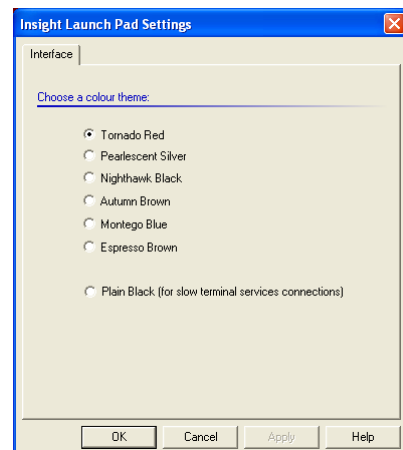 Insight Launch Pad Settings
Interface
Choose a colour theme:
Tornado Red
Pearlescent Silver
Nighthawk Black
Autumn Brown
Montego Blue
Espresso Brown
Plain Black (for slow terminal services connections)
OK Cancel Apply Help